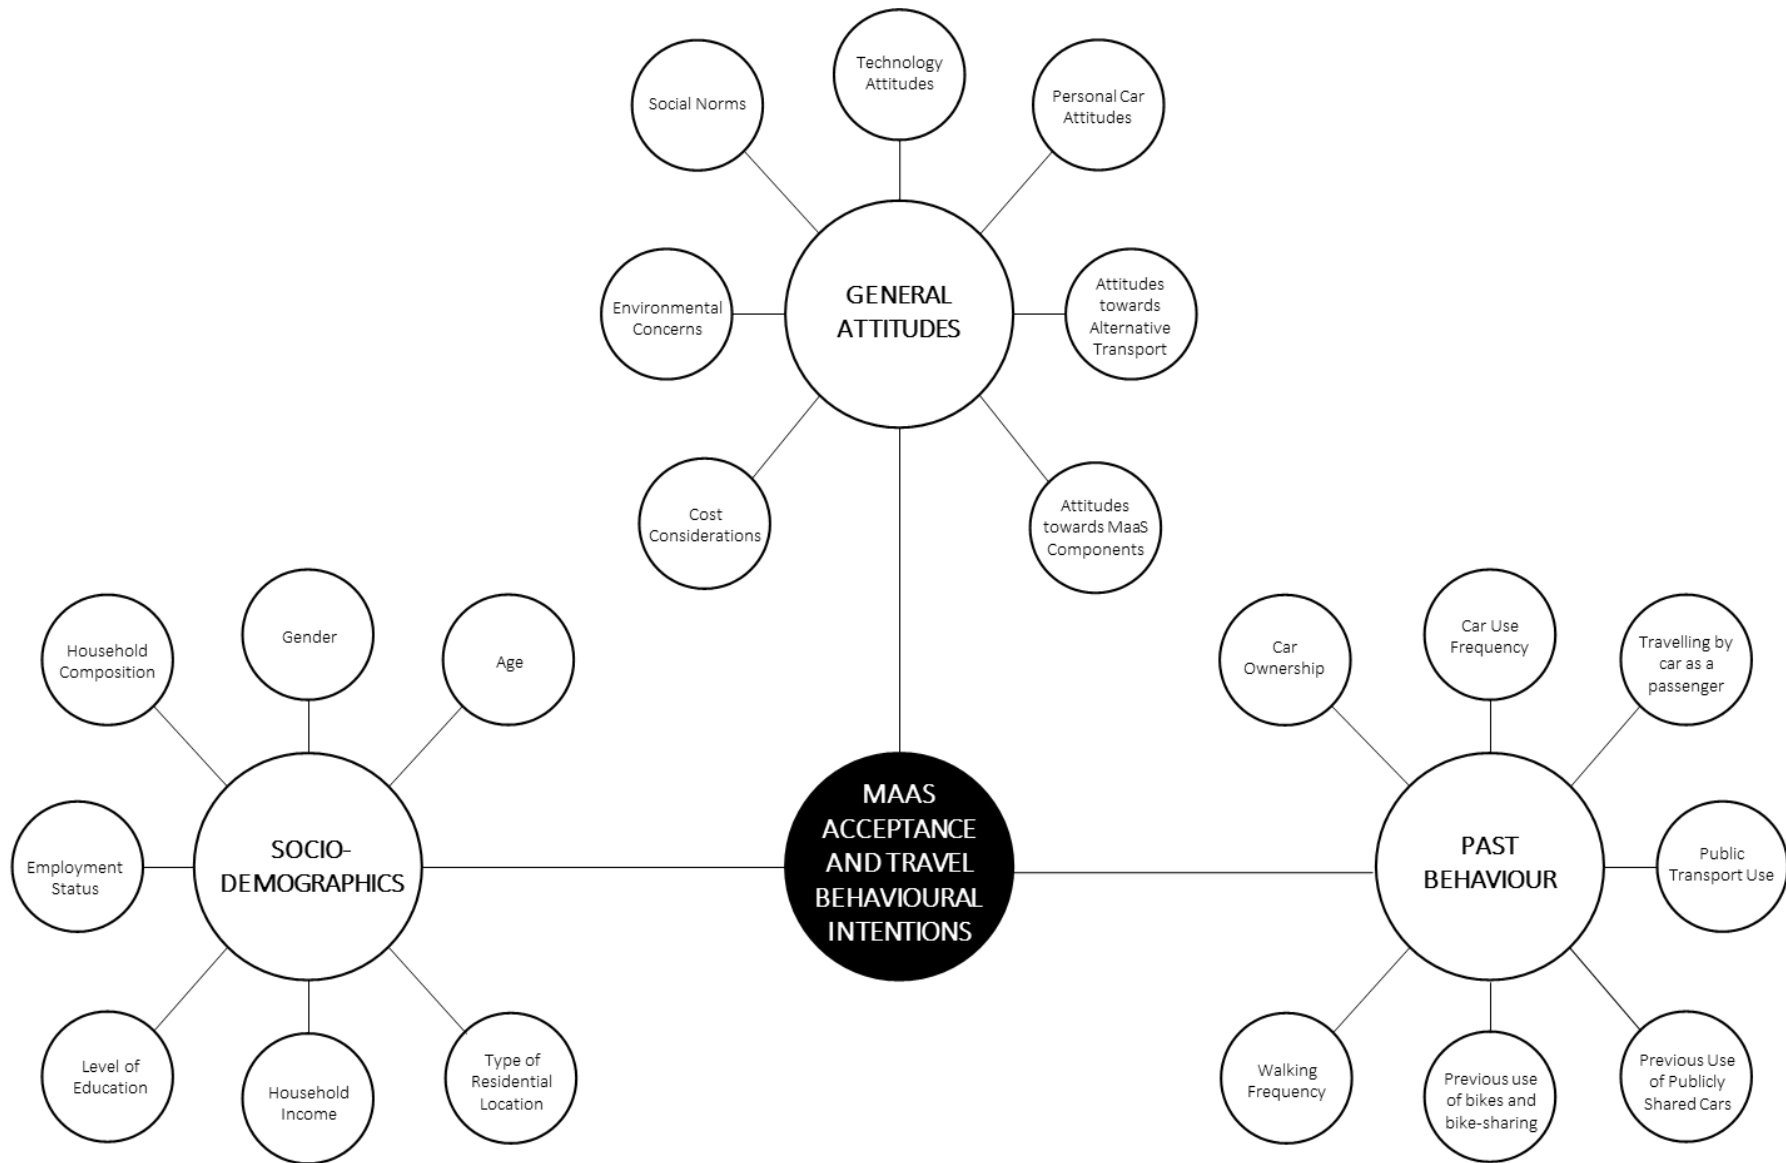 Technology
Attitudes
Social Norms
Personal Car
Attitudes
GENERAL
ATTITUDES
Environmental
Concerns
Attitudes
towards
Alternative
Transport
Cost
Considerations
Attitudes
towards MaaS
Components
Household
Composition
Gender
Age
Employment
Status
SOCIO-
DEMOGRAPHICS
Level of
Education
Household
Income
Type of
Residential
Location
MAAS
ACCEPTANCE
AND TRAVEL
BEHAVIOURAL
INTENTIONS
Car
Ownership
Car Use
Frequency
Travelling by
car as a
passenger
PAST
BEHAVIOUR
Public
Transport Use
Walking
Frequency
Previous use
of bikes and
bike-sharing
Previous Use
of Publicly
Shared Cars